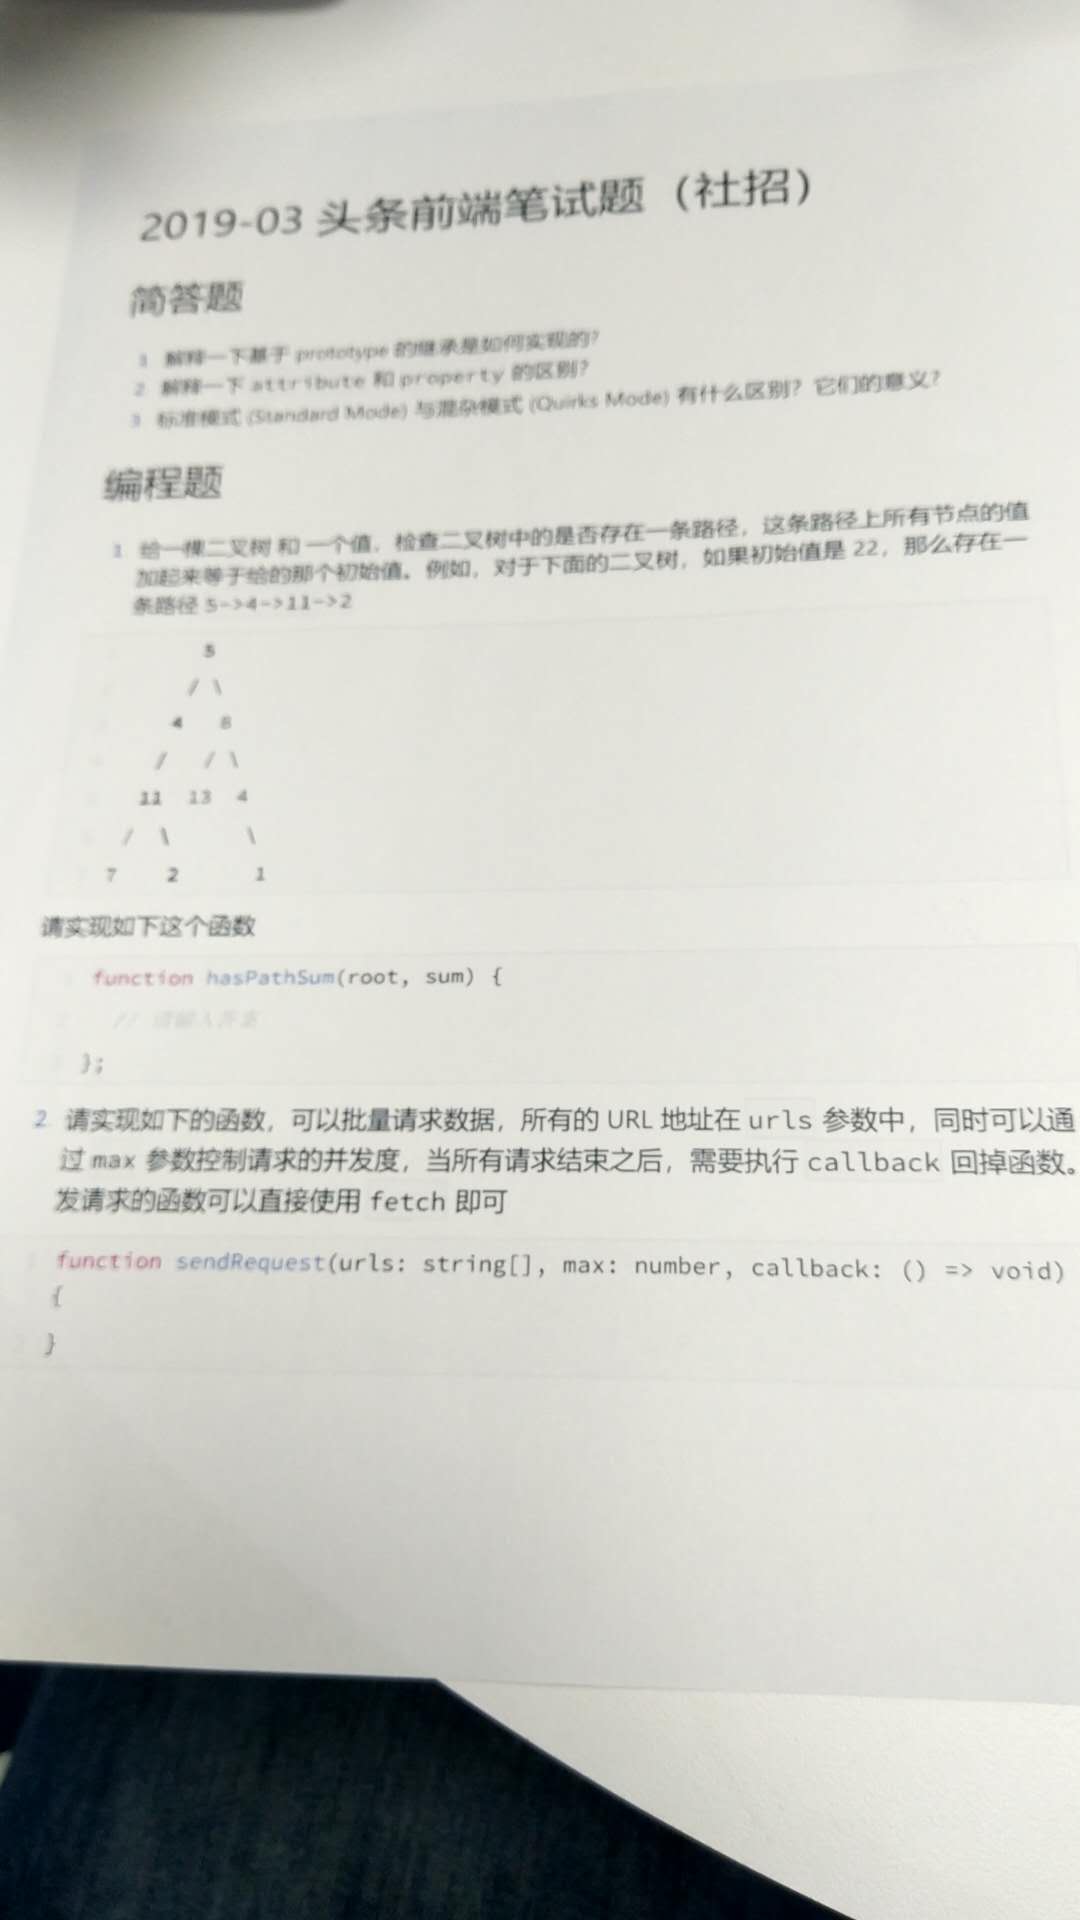 2019-03 头条前端笔试题（社招）
简答题
1 解释一下基于 prototype 的继承是如何实现的？
2 解释一下 attribute 和 property 的区别？
3 标准模式 (Standard Mode) 与混杂模式 (Quirks Mode) 有什么区别？它们的意义？
编程题
1 给一棵二叉树 和 一个值，检查二叉树中的是否存在一条路径，这条路径上所有节点的值
加起来等于给的那个初始值。例如，对于下面的二叉树，如果初始值是 22，那么存在一
条路径 5->4->11->2
5
/ \
4 8
/ / \
11 13 4
/ \ \
7 2 1
请实现如下这个函数
function hasPathSum(root, sum) {
// 请输入答案
};
2 请实现如下的函数，可以批量请求数据，所有的 URL 地址在 urls 参数中，同时可以通
过 max 参数控制请求的并发度，当所有请求结束之后，需要执行 callback 回掉函数。
发请求的函数可以直接使用 fetch 即可
function sendRequest(urls: string[], max: number, callback: () => void)
{
}